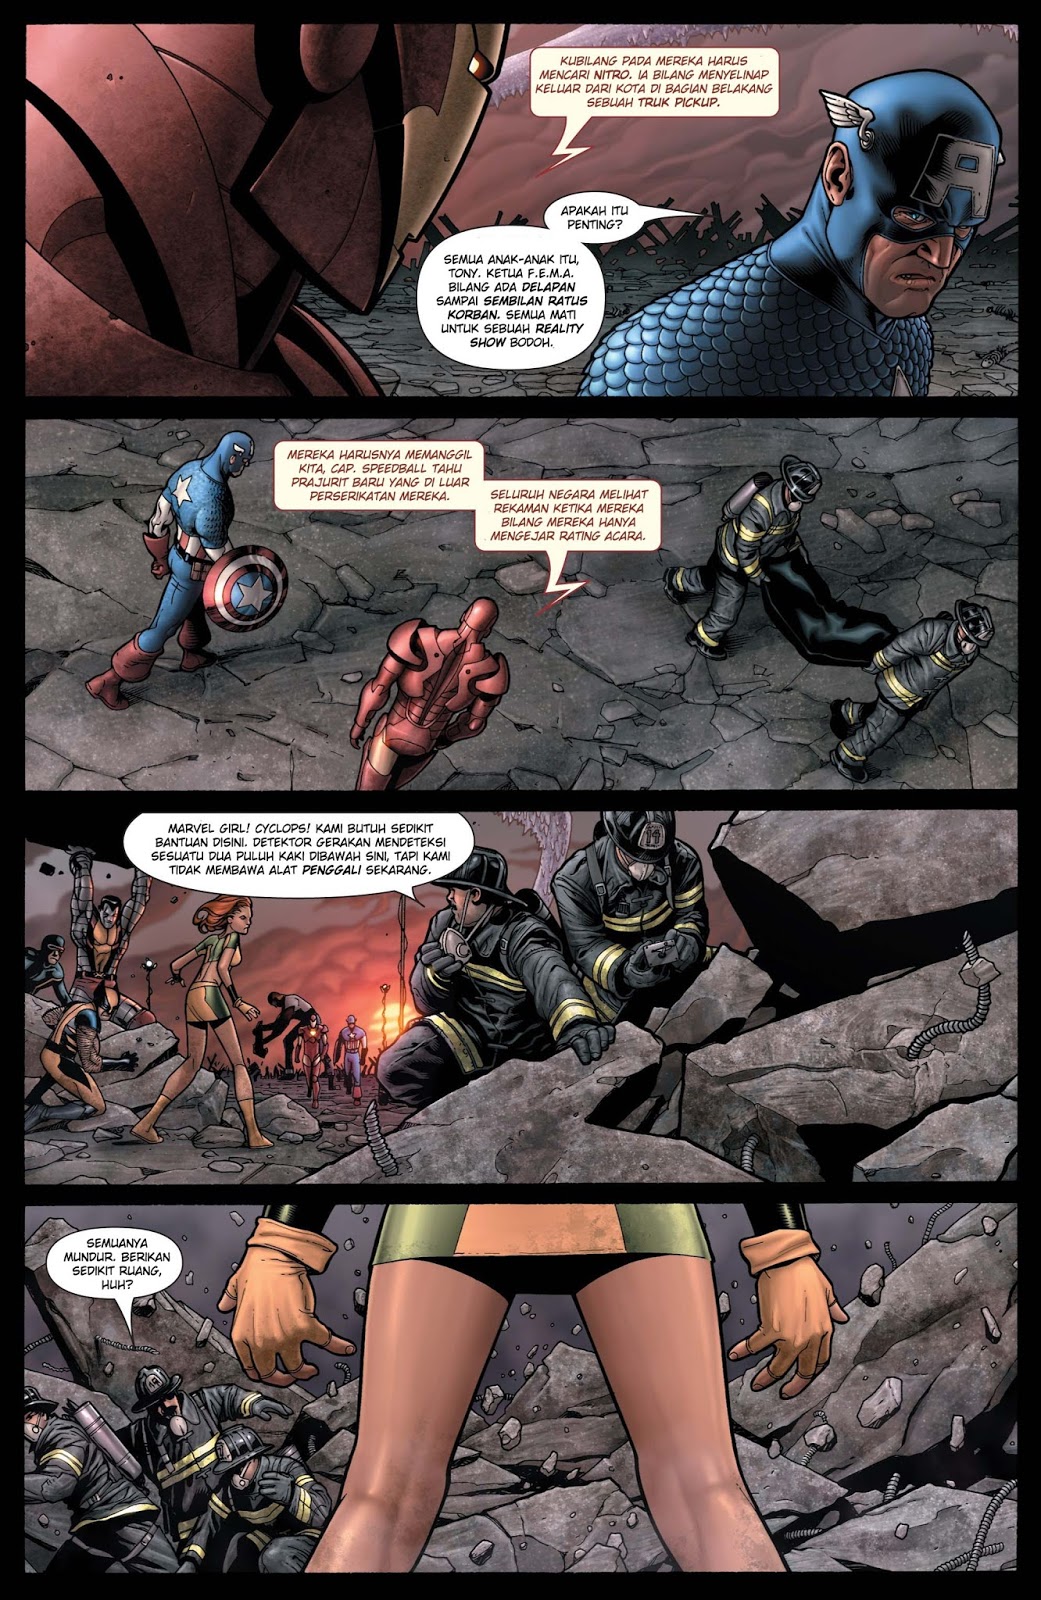 KUBILANG PADA MEREKA HARUS
MENCARI NITRO. IA BILANG MENYELINAP
KELUAR DARI KOTA DI BAGIAN BELAKANG
SEBUAH TRUK PICKUP.
APAKAH ITU
PENTING?
SEMUA ANAK-ANAK ITU,
TONY. KETUA F.E.M.A.
BILANG ADA DELAPAN
SAMPAI SEMBILAN RATUS
KORBAN. SEMUA MATI
UNTUK SEBUAH REALITY
SHOW BODOH.
A
MEREKA HARUSNYA MEMANGGIL
KITA, CAP. SPEEDBALL TAHU
PRAJURIT BARU YANG DI LUAR
PERSERIKATAN MEREKA.
SELURUH NEGARA MELIHAT
REKAMAN KETIKA MEREKA
BILANG MEREKA HANYA
MENGEJAR RATING ACARA.
MARVEL GIRL! CYCLOPS! KAMI BUTUH SEDIKIT
BANTUAN DISINI. DETEKTOR GERAKAN MENDETEKSI
SESUATU DUA PULUH KAKI DIBAWAH SINI, TAPI KAMI
TIDAK MEMBAWA ALAT PENGGALI SEKARANG.
14
SEMUANYA
MUNDUR. BERIKAN
SEDIKIT RUANG,
HUH?